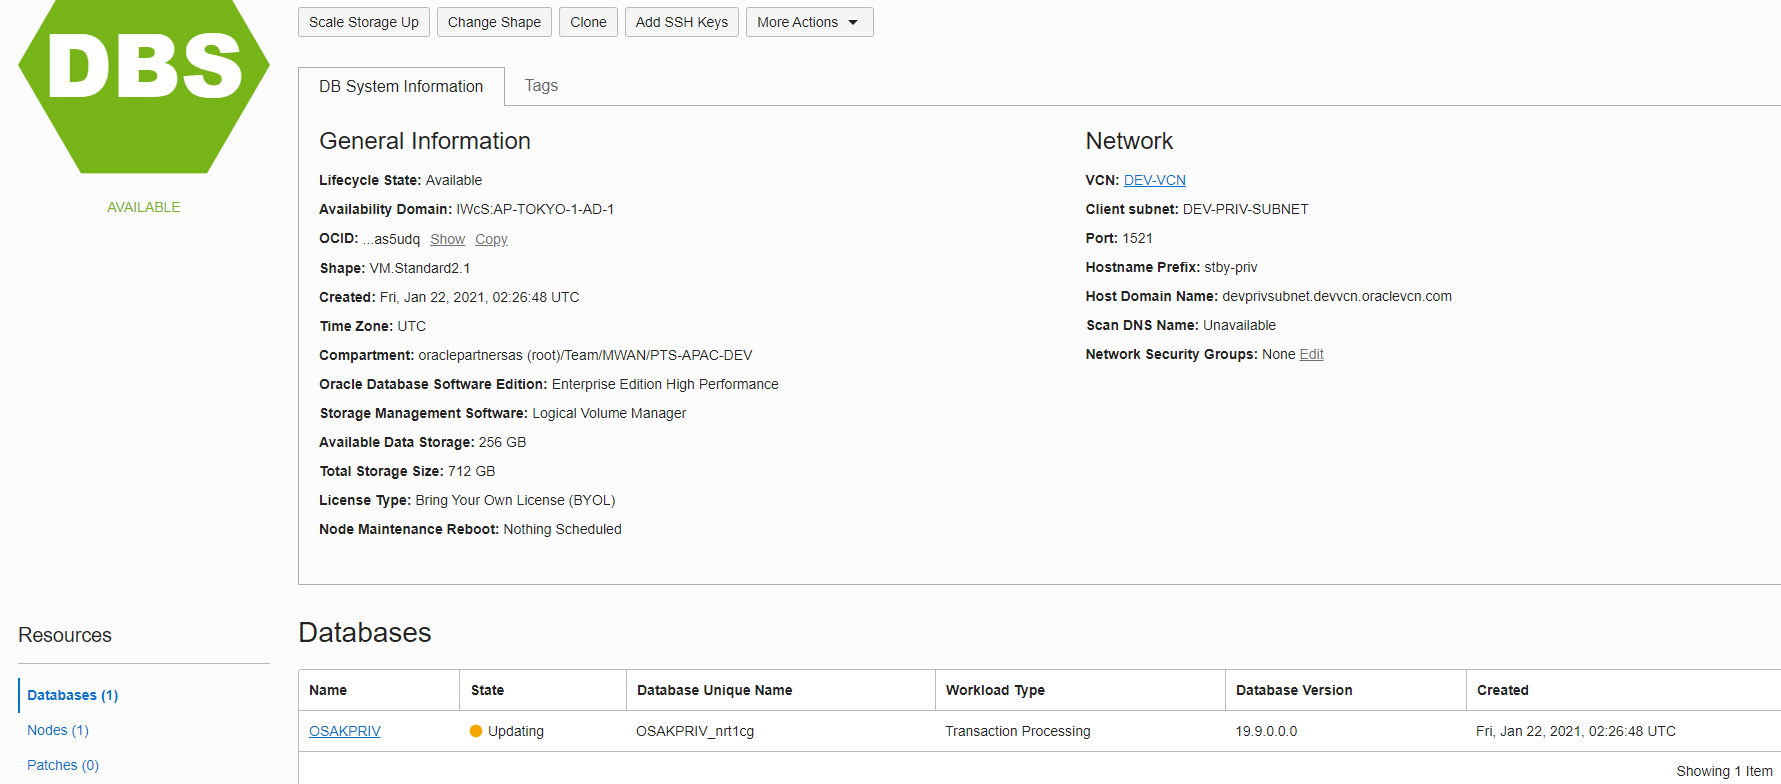 DBS
AVAILABLE
Scale Storage Up Change Shape Clone Add SSH Keys More Actions
DB System Information Tags
General Information
Lifecycle State: Available
Availability Domain: IWcS:AP-TOKYO-1-AD-1
OCID: ...as5udq Show Copy
Shape: VM.Standard2.1
Created: Fri, Jan 22, 2021, 02:26:48 UTC
Time Zone: UTC
Compartment: oraclepartnersas (root)/Team/MWAN/PTS-APAC-DEV
Oracle Database Software Edition: Enterprise Edition High Performance
Storage Management Software: Logical Volume Manager
Available Data Storage: 256 GB
Total Storage Size: 712 GB
License Type: Bring Your Own License (BYOL)
Node Maintenance Reboot: Nothing Scheduled
Network
VCN: DEV-VCN
Client subnet: DEV-PRIV-SUBNET
Port: 1521
Hostname Prefix: stby-priv
Host Domain Name: devprivsubnet.devvcn.oraclevcn.com
Scan DNS Name: Unavailable
Network Security Groups: None Edit
Resources
Databases (1)
Nodes (1)
Patches (0)
Databases
Name State Database Unique Name Workload Type Database Version Created
OSAKPRIV Updating OSAKPRIV_nrt1cg Transaction Processing 19.9.0.0.0 Fri, Jan 22, 2021, 02:26:48 UTC
Showing 1 Item